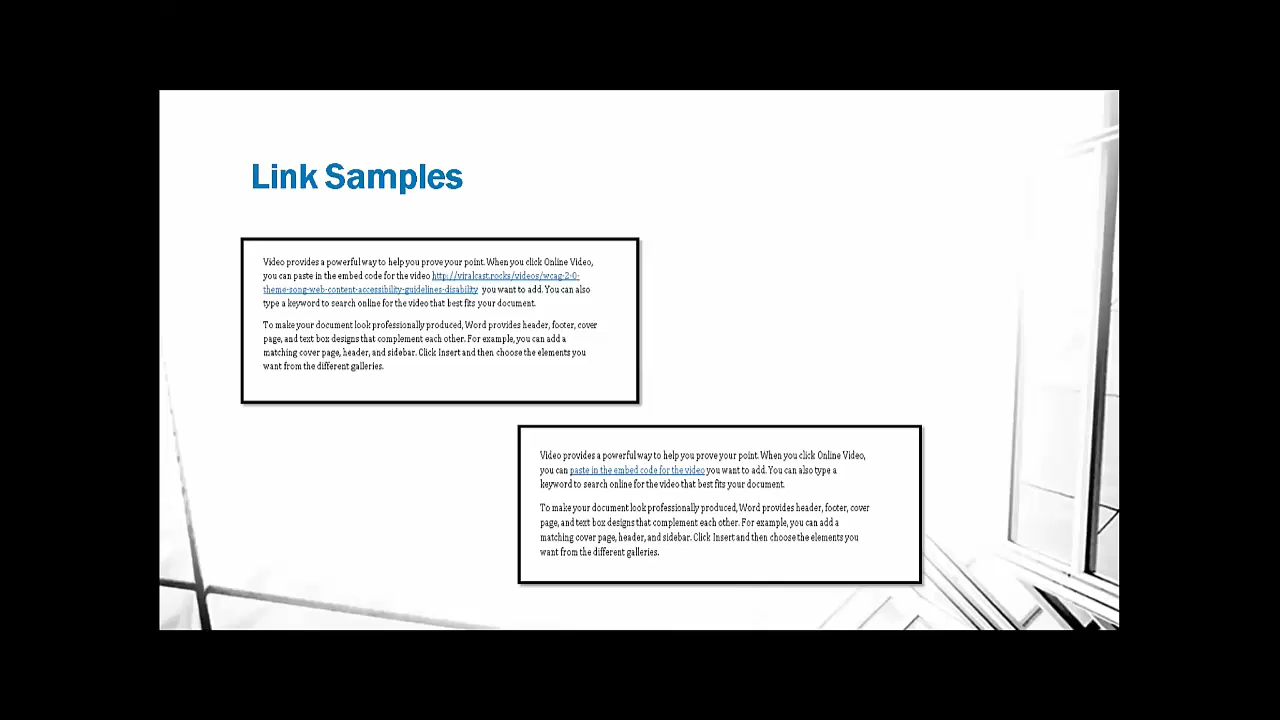 Link Samples
Video provides a powerful way to help you prove your point. When you click Online Video,
you can paste in the embed code for the video http://viralcast.rocks/videos/wcag-2-0-
theme-song-web-content-accessibility-guidelines-disability you want to add. You can also
type a keyword to search online for the video that best fits your document.
To make your document look professionally produced, Word provides header, footer, cover
page, and text box designs that complement each other. For example, you can add a
matching cover page, header, and sidebar. Click Insert and then choose the elements you
want from the different galleries.
Video provides a powerful way to help you prove your point. When you click Online Video,
you can paste in the embed code for the video you want to add. You can also type a
keyword to search online for the video that best fits your document.
To make your document look professionally produced, Word provides header, footer, cover
page, and text box designs that complement each other. For example, you can add a
matching cover page, header, and sidebar. Click Insert and then choose the elements you
want from the different galleries.